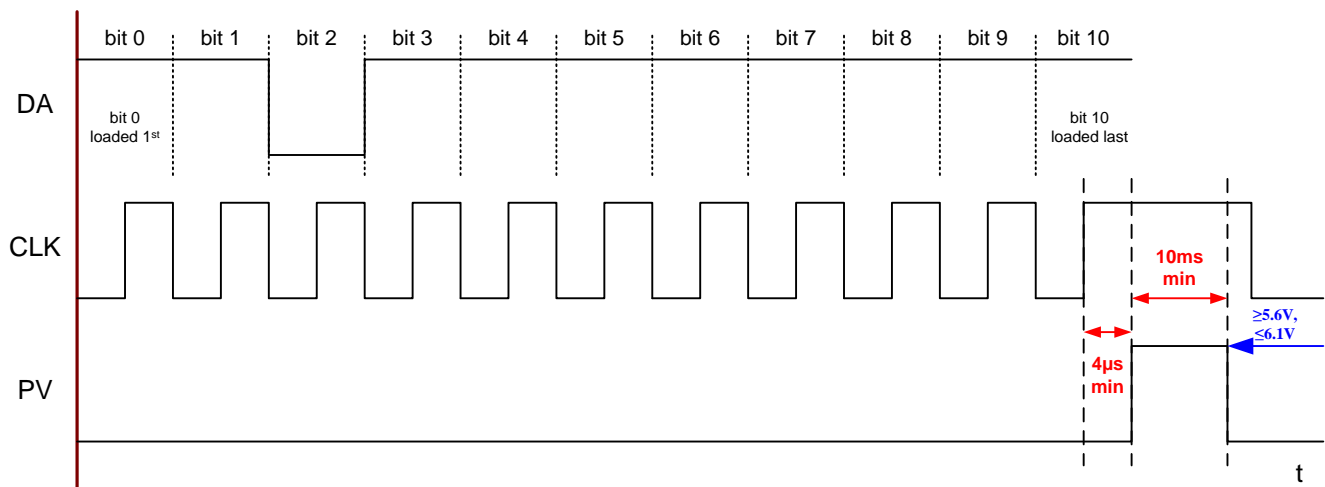 bit 0 bit 1 bit 2 bit 3 bit 4 bit 5 bit 6 bit 7 bit 8 bit 9 bit 10
DA
bit 0
loaded 1st
bit 10
loaded last
CLK
10ms
min
≥5.6V,
≤6.1V
4µs
min
PV
t